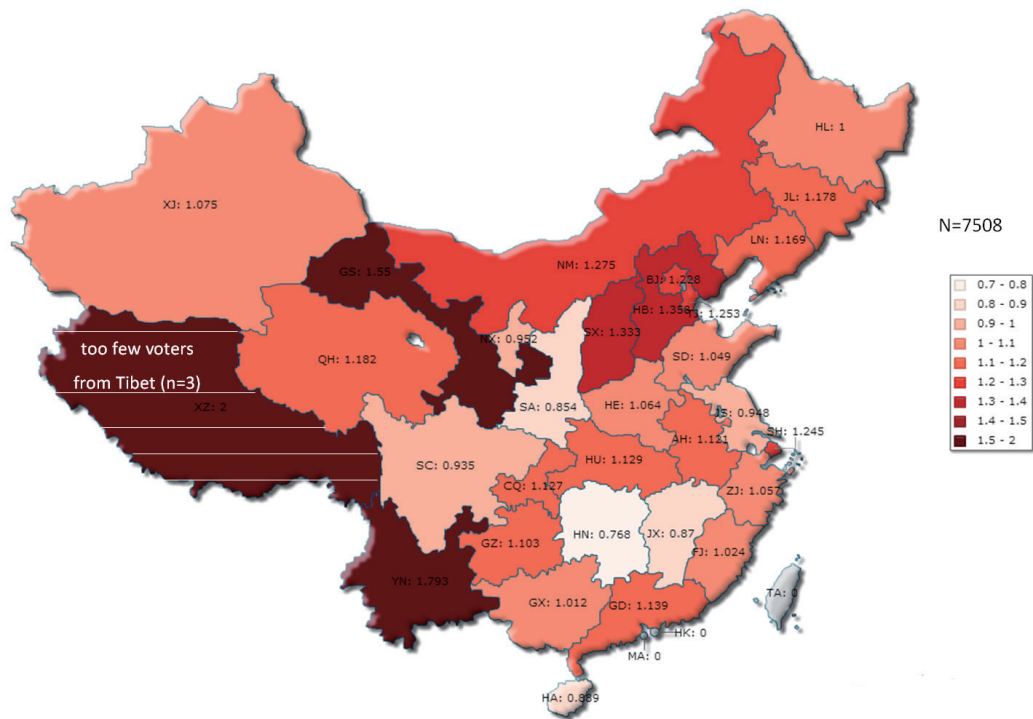 HL: 1
JL: 1.178
XJ: 1.075
N=7508
LN: 1.169
NM: 1.275
GS: 1.55
BJ: 1.228
0.7 - 0.8
0.8 - 0.9
0.9 - 1
1 - 1.1
1.1 - 1.2
1.2 - 1.3
1.3 - 1.4
1.4 - 1.5
1.5 - 2
HB: 1.358
TJ: 1.253
SX: 1.333
NX: 0.952
too few voters
from Tibet (n=3)
QH: 1.182
SD: 1.049
XZ: 2
SA: 0.854
HE: 1.064
JS: 0.948
SH: 1.245
AH: 1.121
SC: 0.935
HU: 1.129
CQ: 1.127
ZJ: 1.057
HN: 0.768
JX: 0.87
GZ: 1.103
FJ: 1.024
YN: 1.793
TA: 0
GX: 1.012
GD: 1.139
HK: 0
MA: 0
HA: 0.889